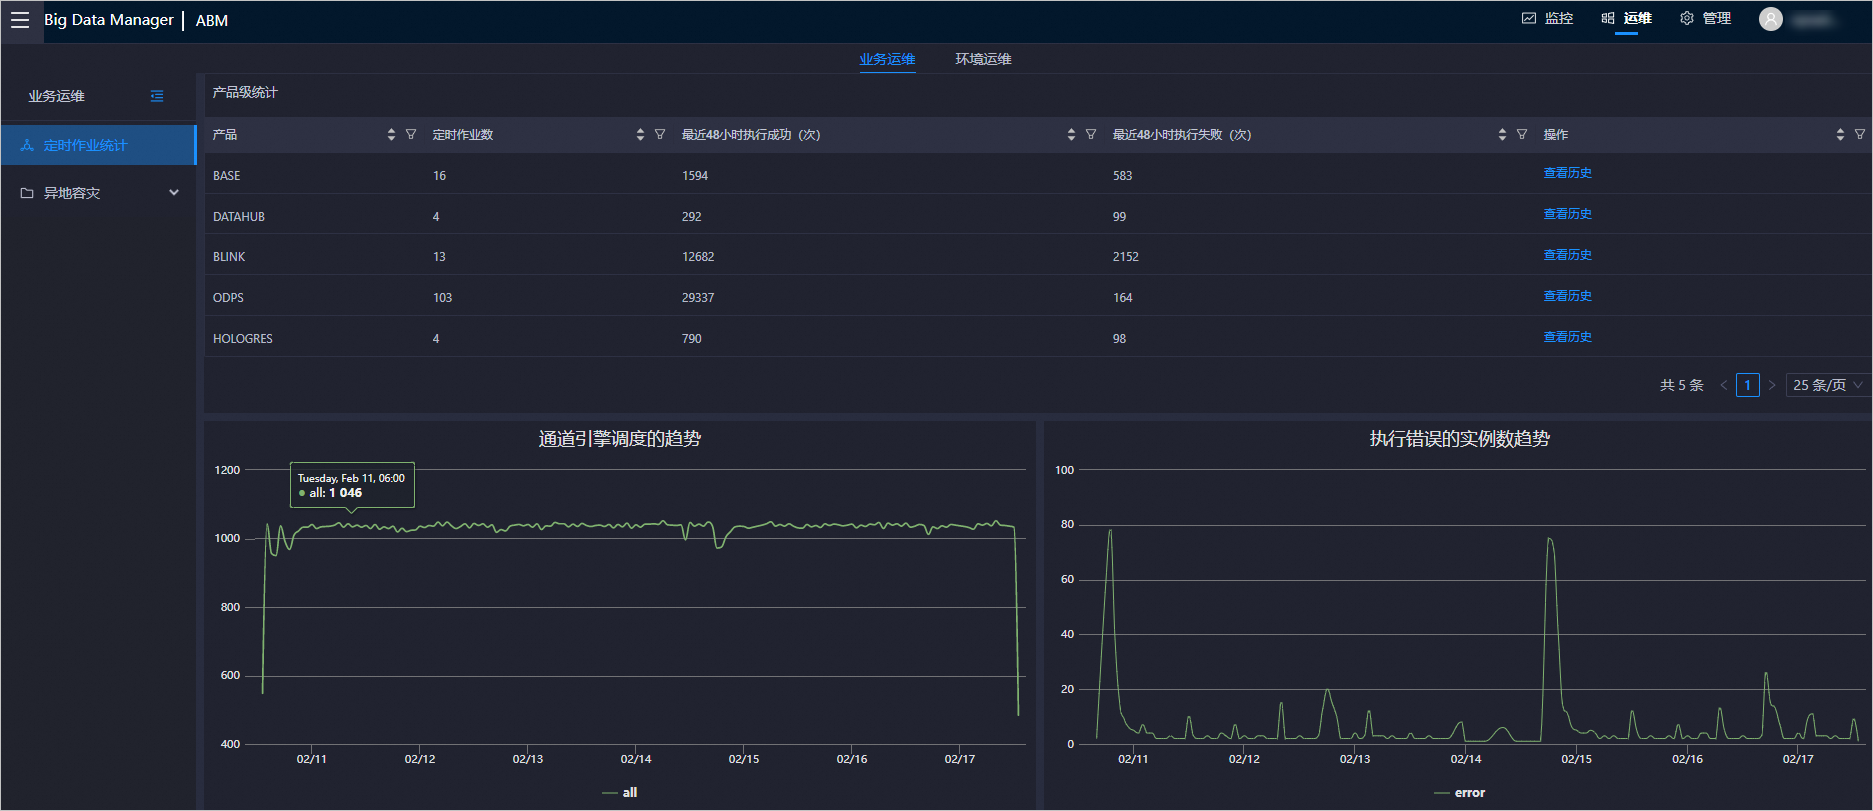 Big Data Manager | ABM
监控 运维 管理
业务运维 环境运维
业务运维
定时作业统计
异地容灾
产品级统计
产品 定时作业数 最近48小时执行成功（次） 最近48小时执行失败（次） 操作
BASE 16 1594 583 查看历史
DATAHUB 4 292 99 查看历史
BLINK 13 12682 2152 查看历史
ODPS 103 29337 164 查看历史
HOLOGRES 4 790 98 查看历史
共 5 条 < 1 > 25 条/页
通道引擎调度的趋势
1200
1000
800
600
400
Tuesday, Feb 11, 06:00
all: 1 046
02/11 02/12 02/13 02/14 02/15 02/16 02/17
all
执行错误的实例数趋势
100
80
60
40
20
0
02/11 02/12 02/13 02/14 02/15 02/16 02/17
error